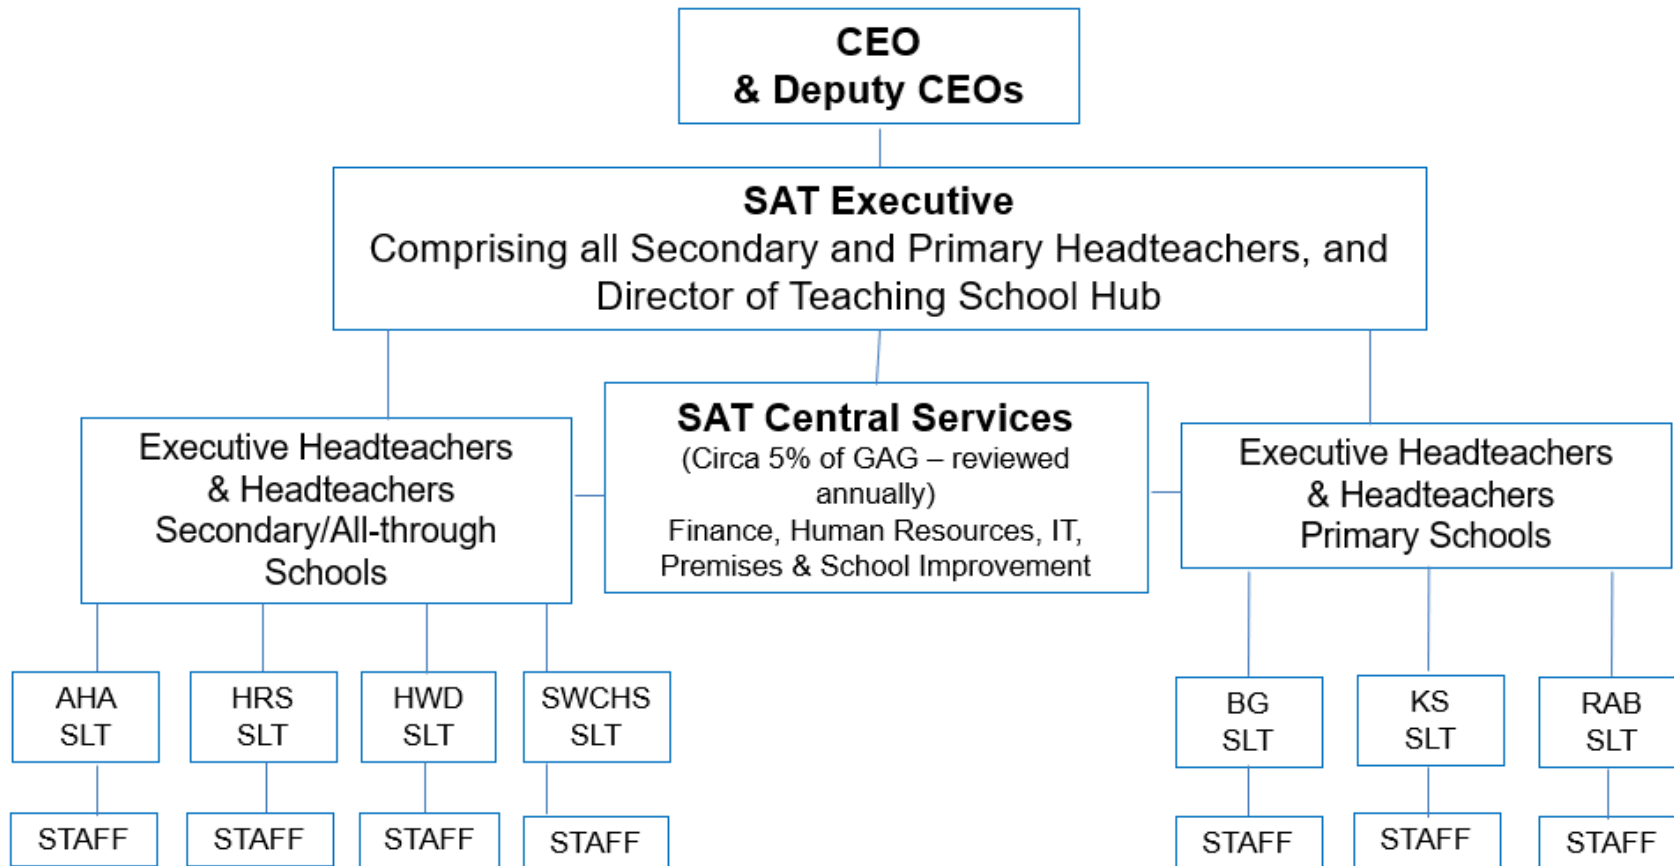 CEO
& Deputy CEOs
SAT Executive
Comprising all Secondary and Primary Headteachers, and
Director of Teaching School Hub
Executive Headteachers
& Headteachers
Secondary/All-through
Schools
SAT Central Services
(Circa 5% of GAG – reviewed
annually)
Finance, Human Resources, IT,
Premises & School Improvement
Executive Headteachers
& Headteachers
Primary Schools
AHA
SLT
HRS
SLT
HWD
SLT
SWCHS
SLT
BG
SLT
KS
SLT
RAB
SLT
STAFF
STAFF
STAFF
STAFF
STAFF
STAFF
STAFF